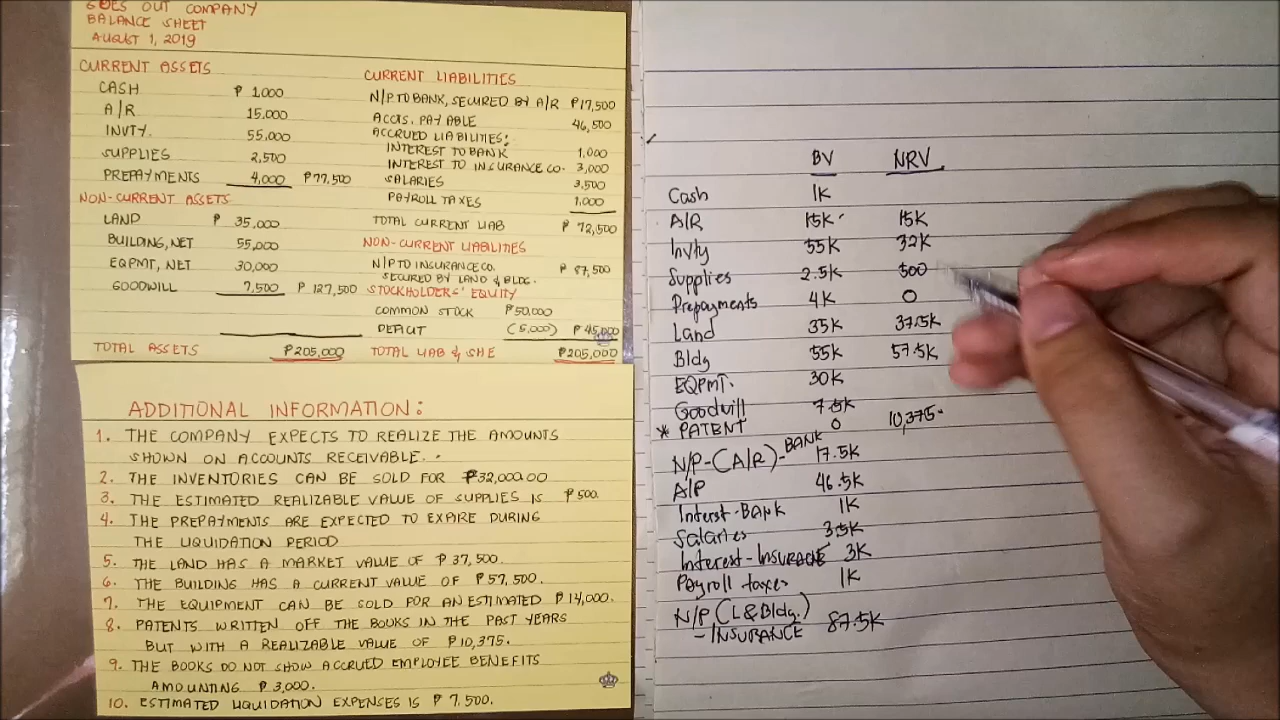 GOES OUT COMPANY
BALANCE SHEET
AUGUST 1, 2019
CURRENT ASSETS
CASH ₱ 1,000
A/R 15,000
INVTY. 55,000
SUPPLIES 2,500
PREPAYMENTS 4,000 ₱77,500
NON-CURRENT ASSETS
LAND ₱ 35,000
BUILDING, NET 55,000
EQPMT, NET 30,000
GOODWILL 7,500 ₱ 127,500
TOTAL ASSETS ₱205,000
CURRENT LIABILITIES
N/P TO BANK, SECURED BY A/R ₱17,500
ACCTS. PAYABLE 46,500
ACCRUED LIABILITIES:
INTEREST TO BANK 1,000
INTEREST TO INSURANCE CO. 3,000
SALARIES 3,500
PAYROLL TAXES 1,000
TOTAL CURRENT LIAB ₱ 72,500
NON-CURRENT LIABILITIES
N/P TO INSURANCE CO. ₱ 87,500
SECURED BY LAND & BLDG.
STOCKHOLDERS' EQUITY
COMMON STOCK ₱50,000
DEFICIT (5,000) ₱ 45,000
TOTAL LIAB & SHE ₱205,000
ADDITIONAL INFORMATION:
1. THE COMPANY EXPECTS TO REALIZE THE AMOUNTS
SHOWN ON ACCOUNTS RECEIVABLE.
2. THE INVENTORIES CAN BE SOLD FOR ₱32,000.00
3. THE ESTIMATED REALIZABLE VALUE OF SUPPLIES IS ₱500.
4. THE PREPAYMENTS ARE EXPECTED TO EXPIRE DURING
THE LIQUIDATION PERIOD
5. THE LAND HAS A MARKET VALUE OF ₱ 37,500.
6. THE BUILDING HAS A CURRENT VALUE OF ₱ 57,500.
7. THE EQUIPMENT CAN BE SOLD FOR AN ESTIMATED ₱14,000.
8. PATENTS WRITTEN OFF THE BOOKS IN THE PAST YEARS
BUT WITH A REALIZABLE VALUE OF ₱10,375.
9. THE BOOKS DO NOT SHOW ACCRUED EMPLOYEE BENEFITS
AMOUNTING ₱ 3,000.
10. ESTIMATED LIQUIDATION EXPENSES IS ₱ 7,500.
BV NRV
Cash 1K
A/R 15K 15K
Invty 55K 32K
Supplies 2.5K 500
Prepayments 4K 0
Land 35K 37.5K
Bldg 55K 57.5K
EQPMT. 30K
Goodwill 7.5K
* PATENT 0 10,375
N/P-(A/R)-BANK 17.5K
A/P 46.5K
Interst-BANK 1K
Salaries 3.5K
Interest-INSURANCE 3K
Payroll taxes 1K
N/P (L&Bldg.)
- INSURANCE 87.5K